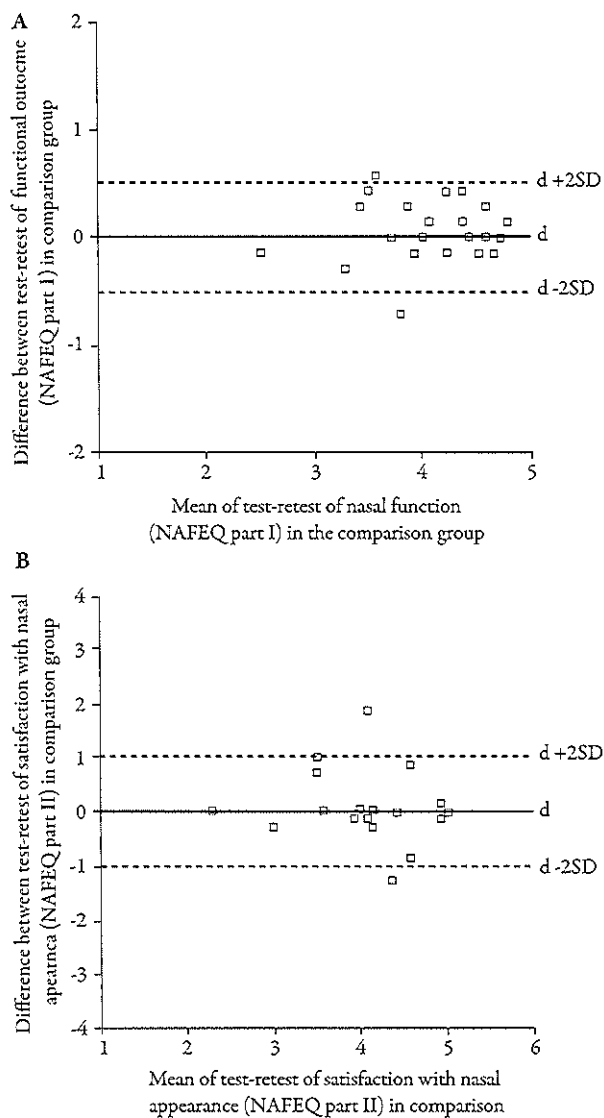 A
Difference between test-retest of functional outocme
(NAFEQ part I) in comparison group
2
1
0
-1
-2
d +2SD
d
d -2SD
1 2 3 4 5
Mean of test-retest of nasal function
(NAFEQ part I) in the comparison group
B
Difference between test-retest of satisfaction with nasal
apearnca (NAFEQ part II) in comparison group
4
3
2
1
0
-1
-2
-3
-4
d +2SD
d
d -2SD
1 2 3 4 5 6
Mean of test-retest of satisfaction with nasal
appearance (NAFEQ part II) in comparison